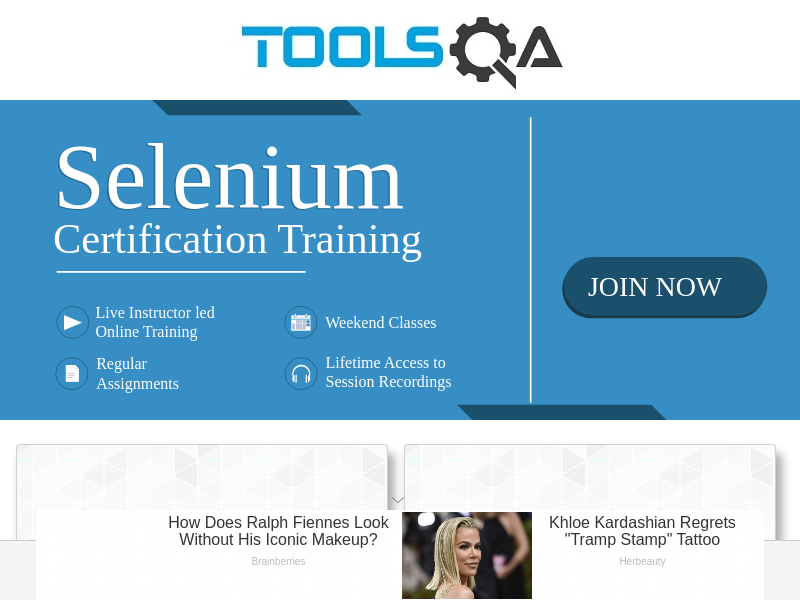 TOOLSQA
Selenium
Certification Training
Live Instructor led
Online Training
Weekend Classes
Regular
Assignments
Lifetime Access to
Session Recordings
JOIN NOW
How Does Ralph Fiennes Look
Without His Iconic Makeup?
Brainberries
Khloe Kardashian Regrets
"Tramp Stamp" Tattoo
Herbeauty